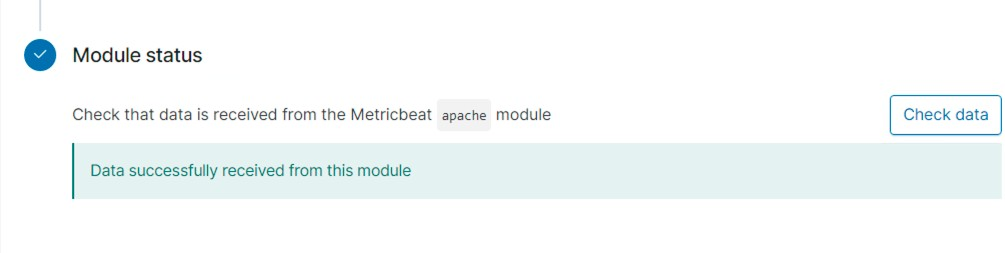 Module status
Check that data is received from the Metricbeat apache module
Check data
Data successfully received from this module